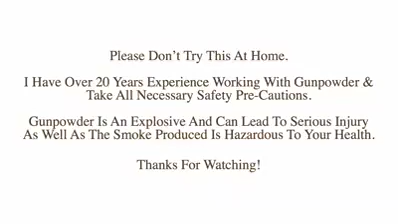 Please Don't Try This At Home.
I Have Over 20 Years Experience Working With Gunpowder &
Take All Necessary Safety Pre-Cautions.
Gunpowder Is An Explosive And Can Lead To Serious Injury
As Well As The Smoke Produced Is Hazardous To Your Health.
Thanks For Watching!